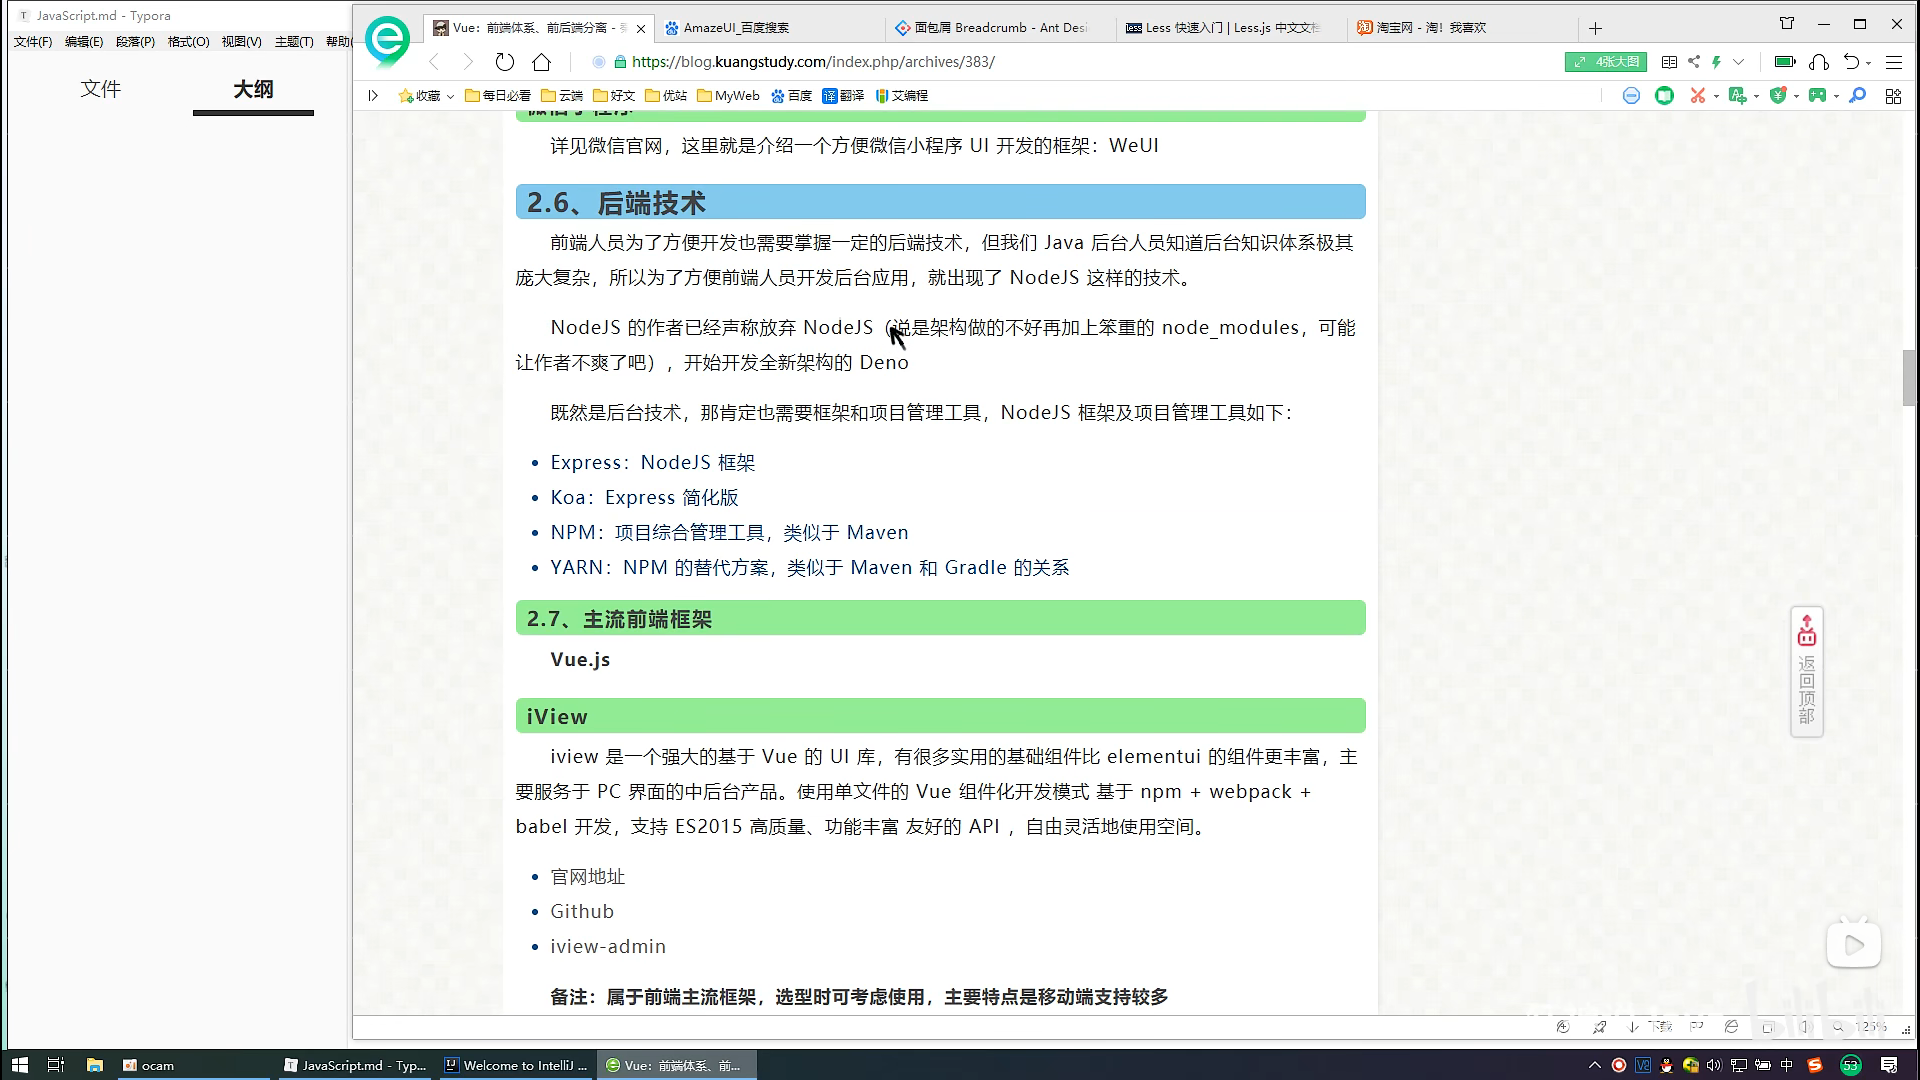 JavaScript.md - Typora
文件(F) 编辑(E) 段落(P) 格式(O) 视图(V) 主题(T) 帮助
文件 大纲
Vue：前端体系、前后端分离 -
AmazeUI_百度搜索
面包屑 Breadcrumb - Ant Desi
Less 快速入门 | Less.js 中文文
淘宝网 - 淘！我喜欢
https://blog.kuangstudy.com/index.php/archives/383/
4张大图
收藏 每日必看 云端 好文 优站 MyWeb 百度 翻译 艾编程
详见微信官网，这里就是介绍一个方便微信小程序 UI 开发的框架：WeUI
2.6、后端技术
前端人员为了方便开发也需要掌握一定的后端技术，但我们 Java 后台人员知道后台知识体系极其
庞大复杂，所以为了方便前端人员开发后台应用，就出现了 NodeJS 这样的技术。
NodeJS 的作者已经声称放弃 NodeJS（说是架构做的不好再加上笨重的 node_modules，可能
让作者不爽了吧），开始开发全新架构的 Deno
既然是后台技术，那肯定也需要框架和项目管理工具，NodeJS 框架及项目管理工具如下：
Express：NodeJS 框架
Koa：Express 简化版
NPM：项目综合管理工具，类似于 Maven
YARN：NPM 的替代方案，类似于 Maven 和 Gradle 的关系
2.7、主流前端框架
Vue.js
iView
iview 是一个强大的基于 Vue 的 UI 库，有很多实用的基础组件比 elementui 的组件更丰富，主
要服务于 PC 界面的中后台产品。使用单文件的 Vue 组件化开发模式 基于 npm + webpack +
babel 开发，支持 ES2015 高质量、功能丰富 友好的 API ，自由灵活地使用空间。
官网地址
Github
iview-admin
备注：属于前端主流框架，选型时可考虑使用，主要特点是移动端支持较多
返回顶部
下载 125%
ocam
JavaScript.md - Typ...
Welcome to IntelliJ ...
Vue：前端体系、前...
中 53